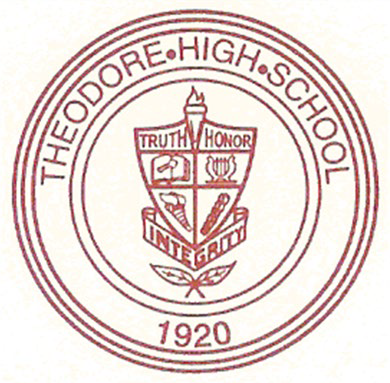 THEODORE•HIGH•SCHOOL
TRUTH HONOR
INTEGRITY
1920